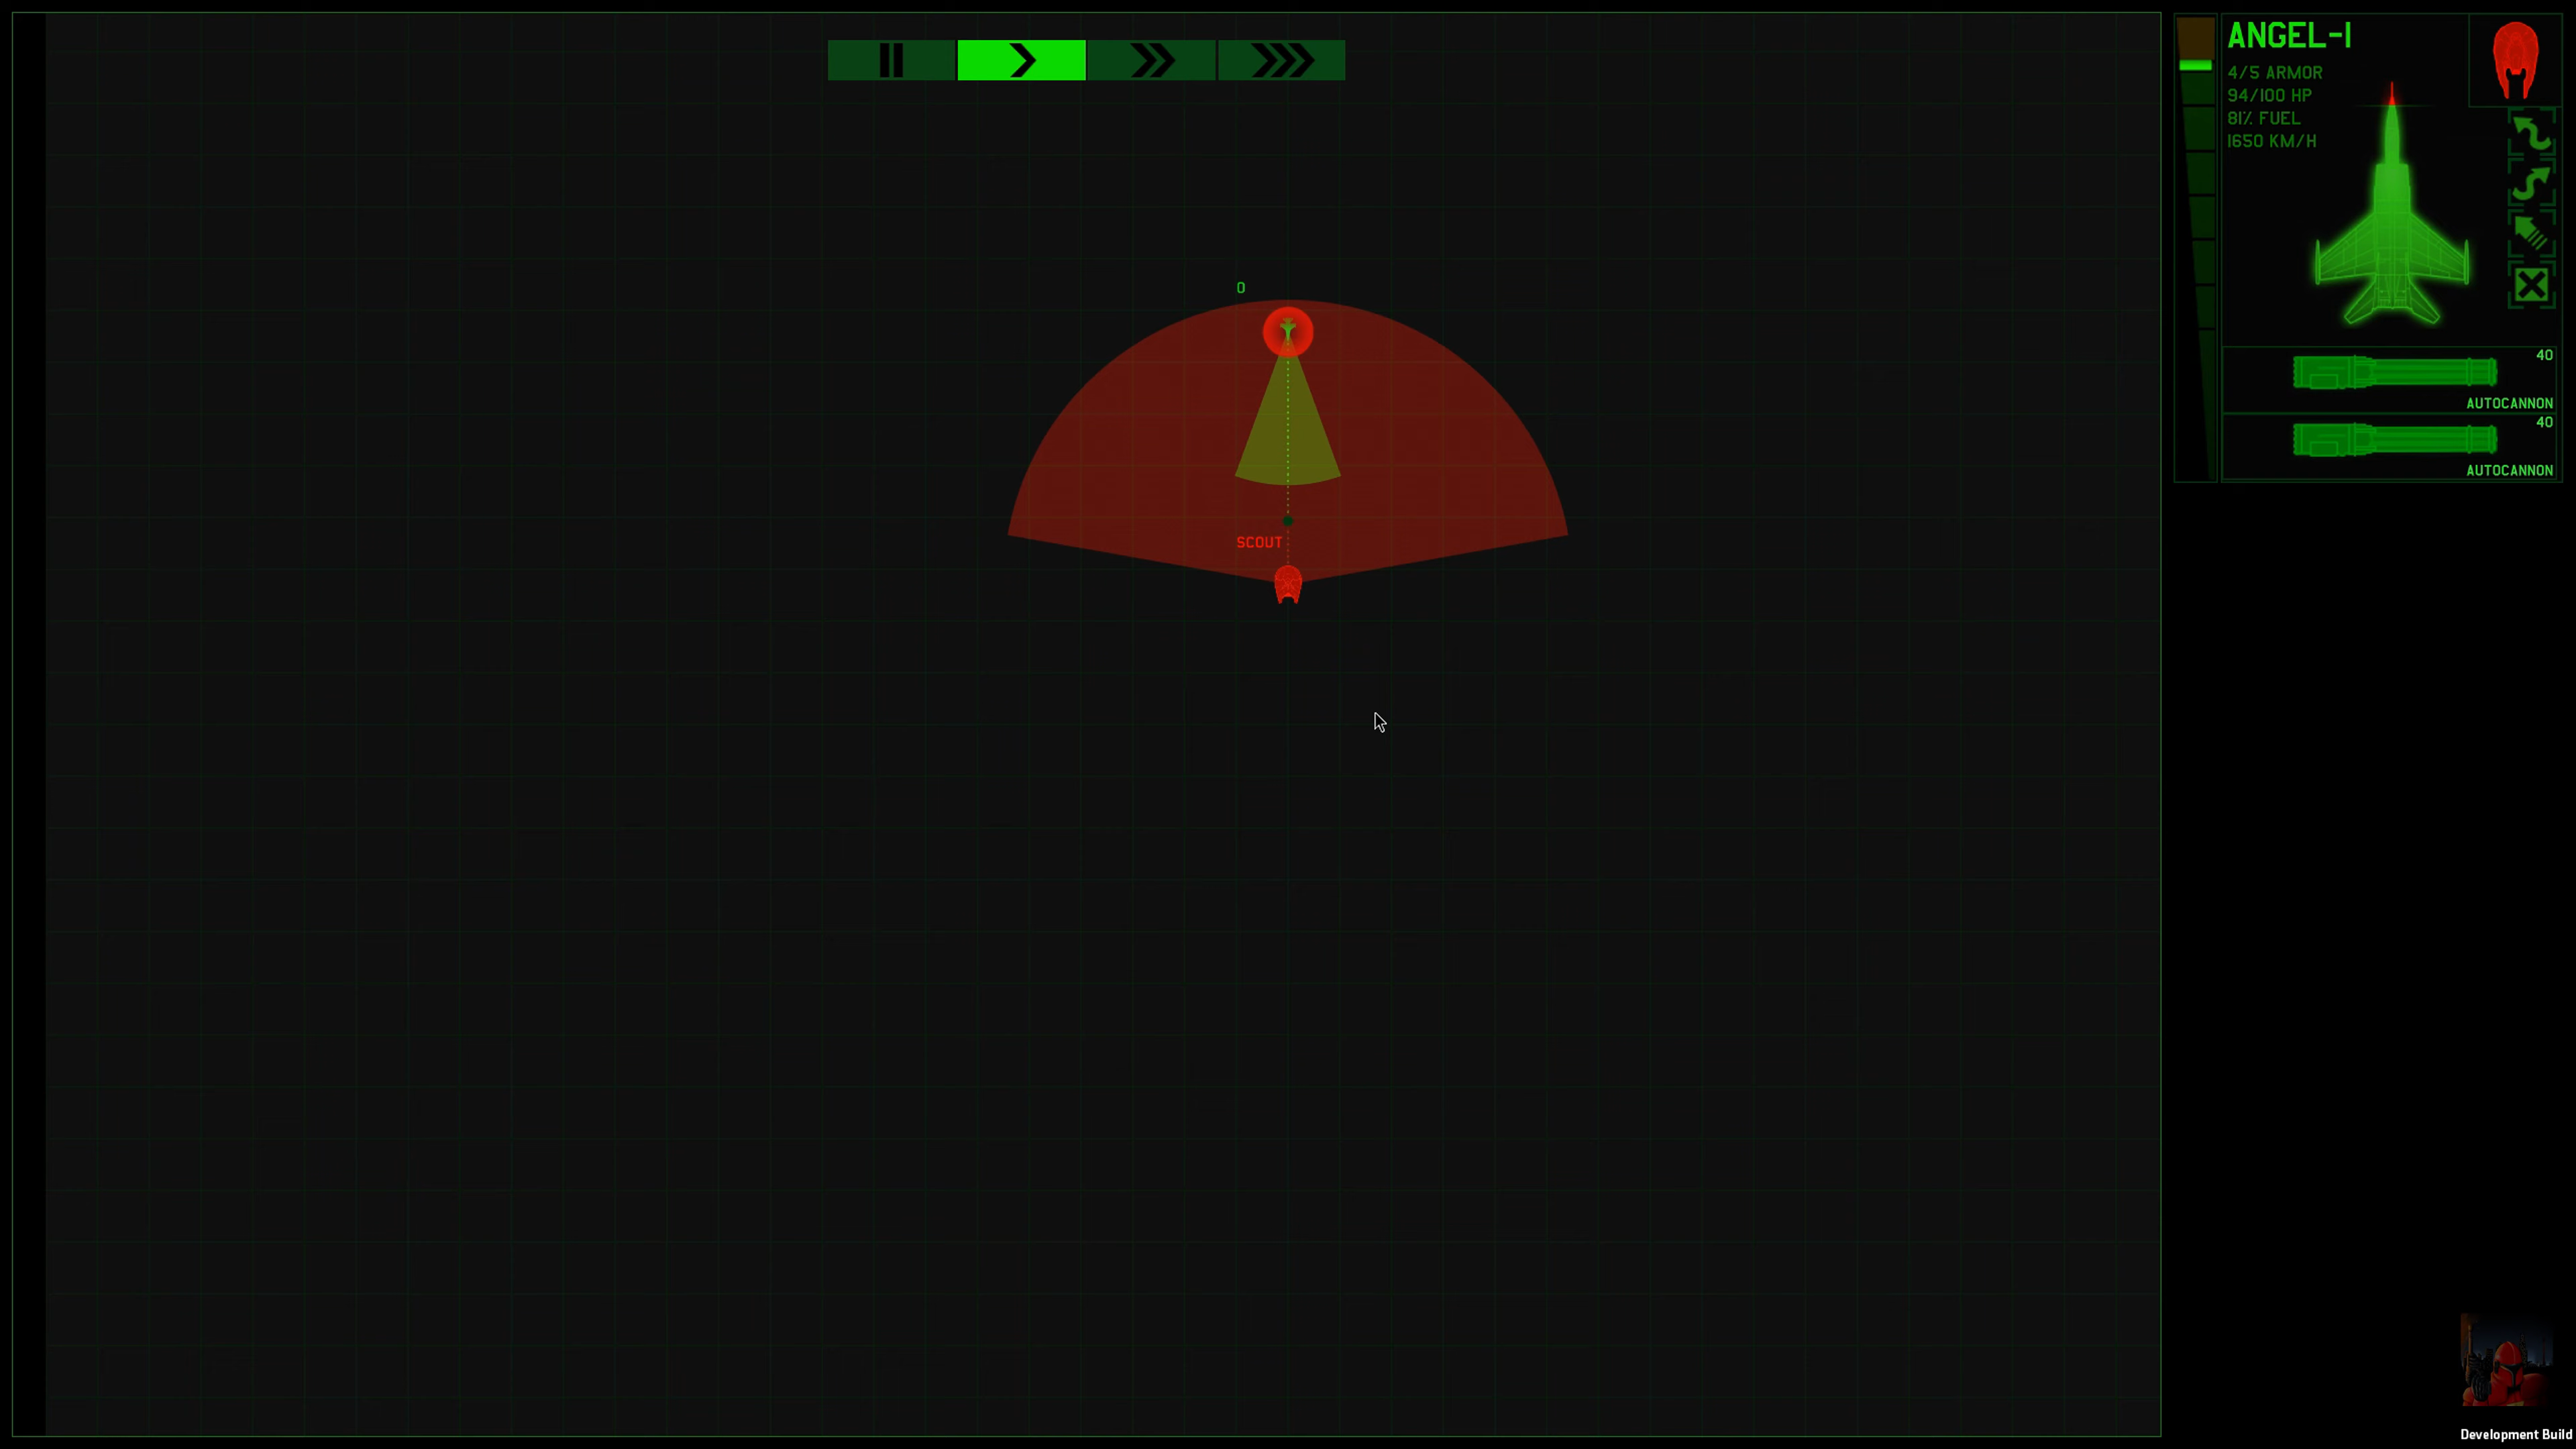 ANGEL-1
4/5 ARMOR
94/100 HP
81% FUEL
1650 KM/H
0
40
AUTOCANNON
40
AUTOCANNON
SCOUT
Development Build